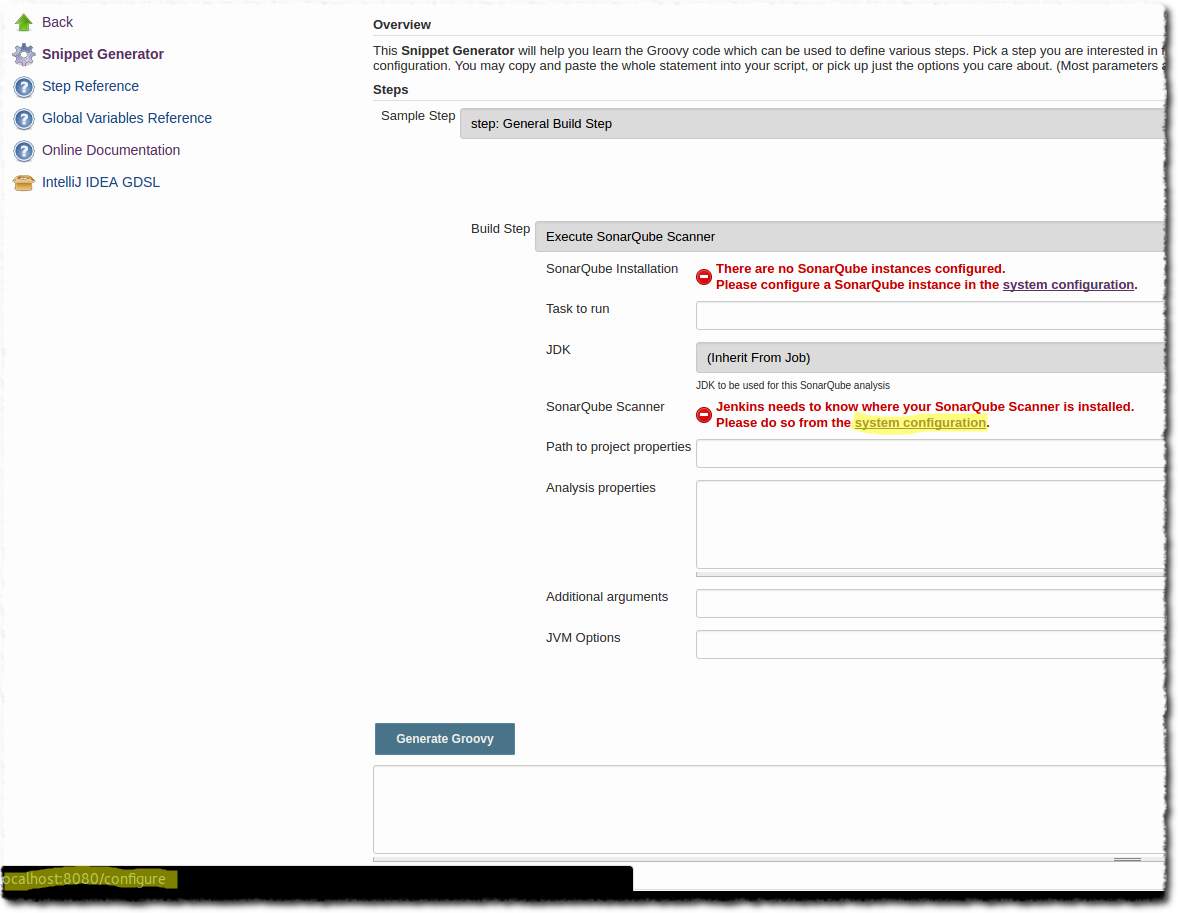 Back
Snippet Generator
Step Reference
Global Variables Reference
Online Documentation
IntelliJ IDEA GDSL
Overview
This Snippet Generator will help you learn the Groovy code which can be used to define various steps. Pick a step you are interested in
configuration. You may copy and paste the whole statement into your script, or pick up just the options you care about. (Most parameters
Steps
Sample Step
step: General Build Step
Build Step
Execute SonarQube Scanner
SonarQube Installation
There are no SonarQube instances configured.
Please configure a SonarQube instance in the system configuration.
Task to run
JDK
(Inherit From Job)
JDK to be used for this SonarQube analysis
SonarQube Scanner
Jenkins needs to know where your SonarQube Scanner is installed.
Please do so from the system configuration.
Path to project properties
Analysis properties
Additional arguments
JVM Options
Generate Groovy
ocalhost:8080/configure